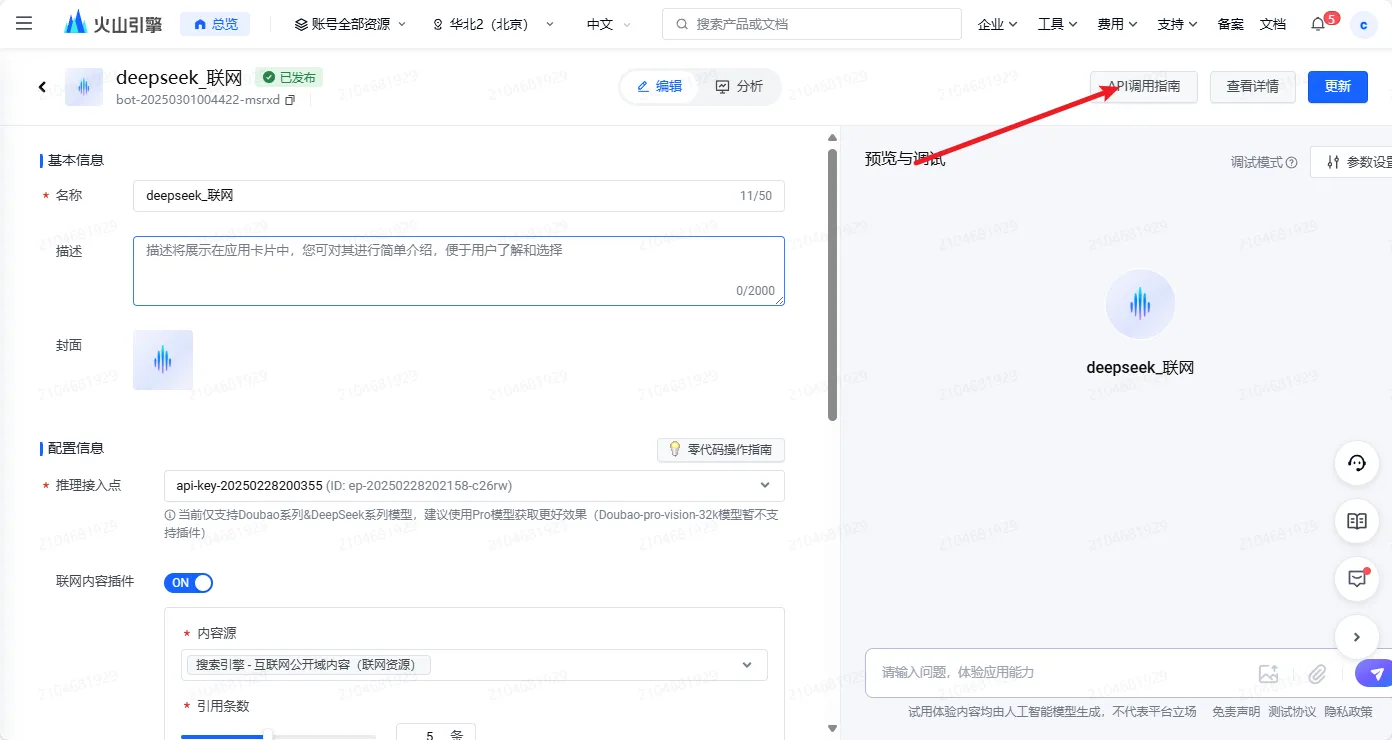 火山引擎 总览 账号全部资源 华北2（北京） 中文 搜索产品或文档 企业 工具 费用 支持 备案 文档 5 c
deepseek_联网 已发布
bot-20250301004422-msrxd
编辑 分析
API调用指南 查看详情 更新
基本信息
* 名称 deepseek_联网 11/50
描述 描述将展示在应用卡片中，您可对其进行简单介绍，便于用户了解和选择
0/2000
封面
配置信息 零代码操作指南
* 推理接入点 api-key-20250228200355 (ID: ep-20250228202158-c26rw)
当前仅支持Doubao系列&DeepSeek系列模型，建议使用Pro模型获取更好效果（Doubao-pro-vision-32k模型暂不支
持插件）
联网内容插件 ON
* 内容源
搜索引擎 - 互联网公开域内容（联网资源）
* 引用条数
5 条
预览与调试 调试模式 参数设置
deepseek_联网
请输入问题，体验应用能力
试用体验内容均由人工智能模型生成，不代表平台立场 免责声明 测试协议 隐私政策
2104681929